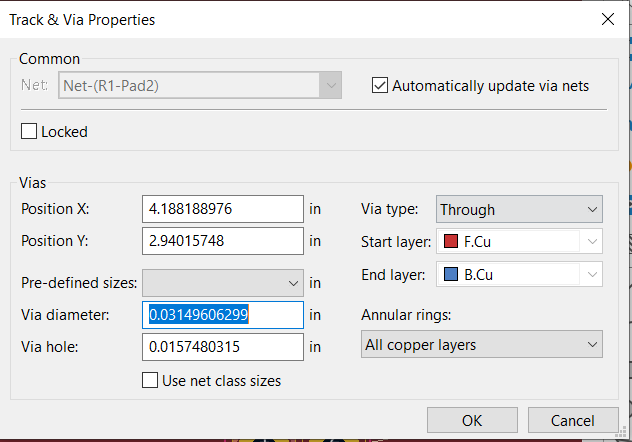 Track & Via Properties
Common
Net: Net-(R1-Pad2)
Automatically update via nets
Locked
Vias
Position X: 4.188188976 in
Via type: Through
Position Y: 2.94015748 in
Start layer: F.Cu
End layer: B.Cu
Pre-defined sizes: in
Via diameter: 0.03149606299 in
Annular rings:
Via hole: 0.0157480315 in
All copper layers
Use net class sizes
OK
Cancel